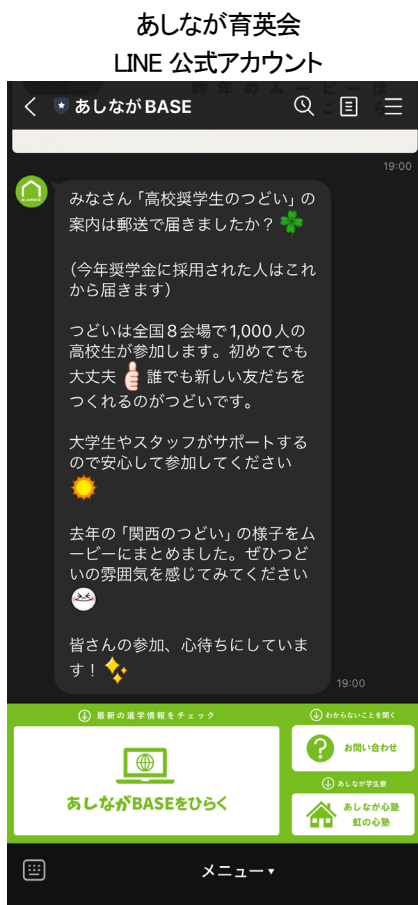 あしなが育英会
LINE 公式アカウント
昨年のムービーは
こちら
あしながBASE
19:00
みなさん「高校奨学生のつどい」の
案内は郵送で届きましたか?
(今年奨学金に採用された人はこれ
から届きます)
つどいは全国8会場で1,000人の
高校生が参加します。初めてでも
大丈夫 誰でも新しい友だちを
つくれるのがつどいです。
大学生やスタッフがサポートする
ので安心して参加してください
去年の「関西のつどい」の様子をム
ービーにまとめました。ぜひつど
いの雰囲気を感じてみてください
皆さんの参加、心待ちにしていま
す!
19:00
最新の進学情報をチェック
あしながBASEをひらく
わからないことを聞く
お問い合わせ
あしなが学生寮
あしなが心塾
虹の心塾
メニュー▾